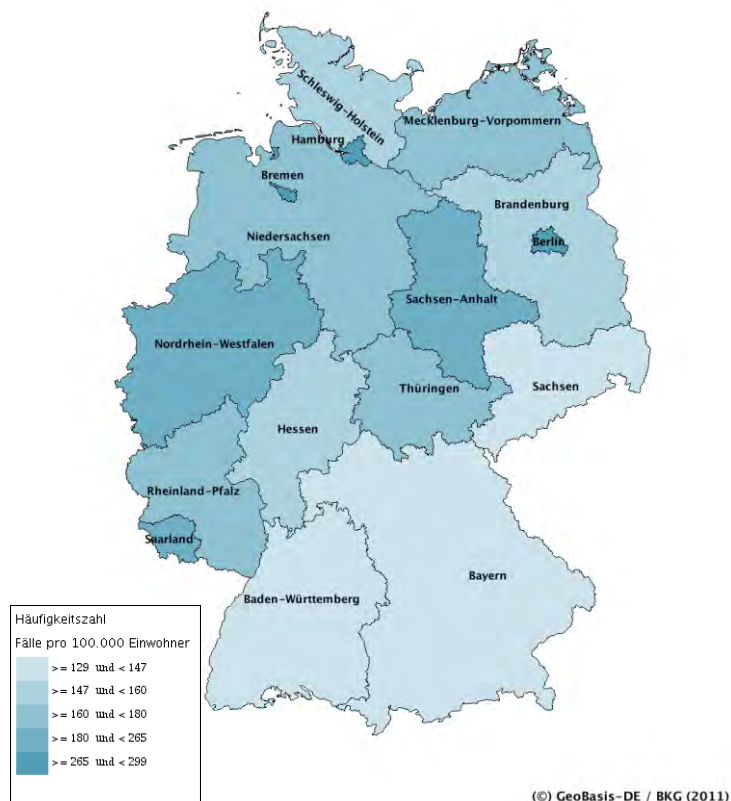 Schleswig-Holstein
Mecklenburg-Vorpommern
Hamburg
Bremen
Brandenburg
Niedersachsen
Berlin
Sachsen-Anhalt
Nordrhein-Westfalen
Thüringen
Sachsen
Hessen
Rheinland-Pfalz
Saarland
Bayern
Baden-Württemberg
Häufigkeitszahl
Fälle pro 100.000 Einwohner
>= 129 und < 147
>= 147 und < 160
>= 160 und < 180
>= 180 und < 265
>= 265 und < 299
(©) GeoBasis-DE / BKG (2011)